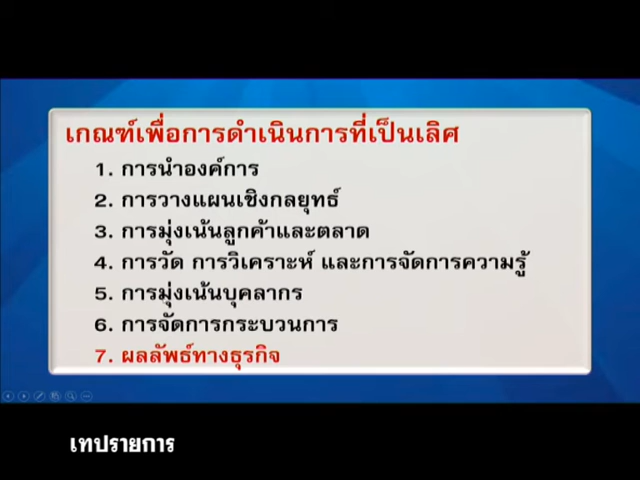 เกณฑ์เพื่อการดำเนินการที่เป็นเลิศ
1. การนำองค์การ
2. การวางแผนเชิงกลยุทธ์
3. การมุ่งเน้นลูกค้าและตลาด
4. การวัด การวิเคราะห์ และการจัดการความรู้
5. การมุ่งเน้นบุคลากร
6. การจัดการกระบวนการ
7. ผลลัพธ์ทางธุรกิจ
เทปรายการ